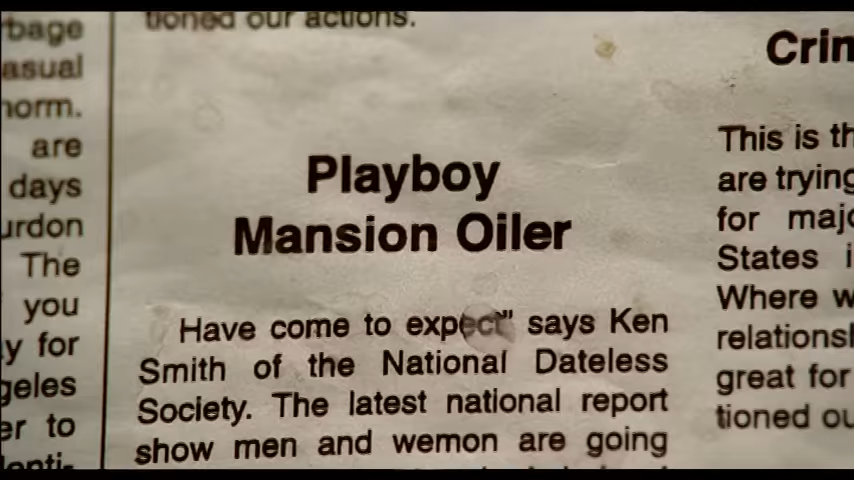 rbage
asual
norm.
are
days
urdon
The
you
y for
geles
er to
tioned our actions.
Playboy
Mansion Oiler
Have come to expect" says Ken
Smith of the National Dateless
Society. The latest national report
show men and wemon are going
Crin
This is th
are trying
for majo
States i
Where w
relationsh
great for
tioned ou